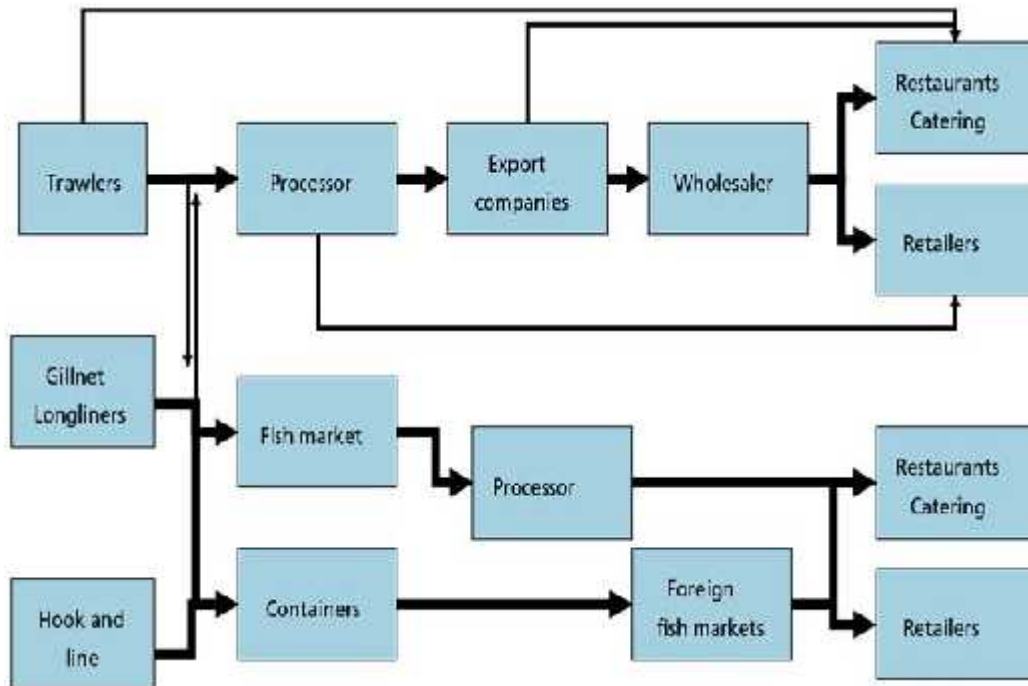 Restaurants
Catering
Trawlers
Processor
Export
companies
Wholesaler
Retailers
Gillnet
Longliners
Fish market
Processor
Restaurants
Catering
Hook and
line
Containers
Foreign
fish markets
Retailers